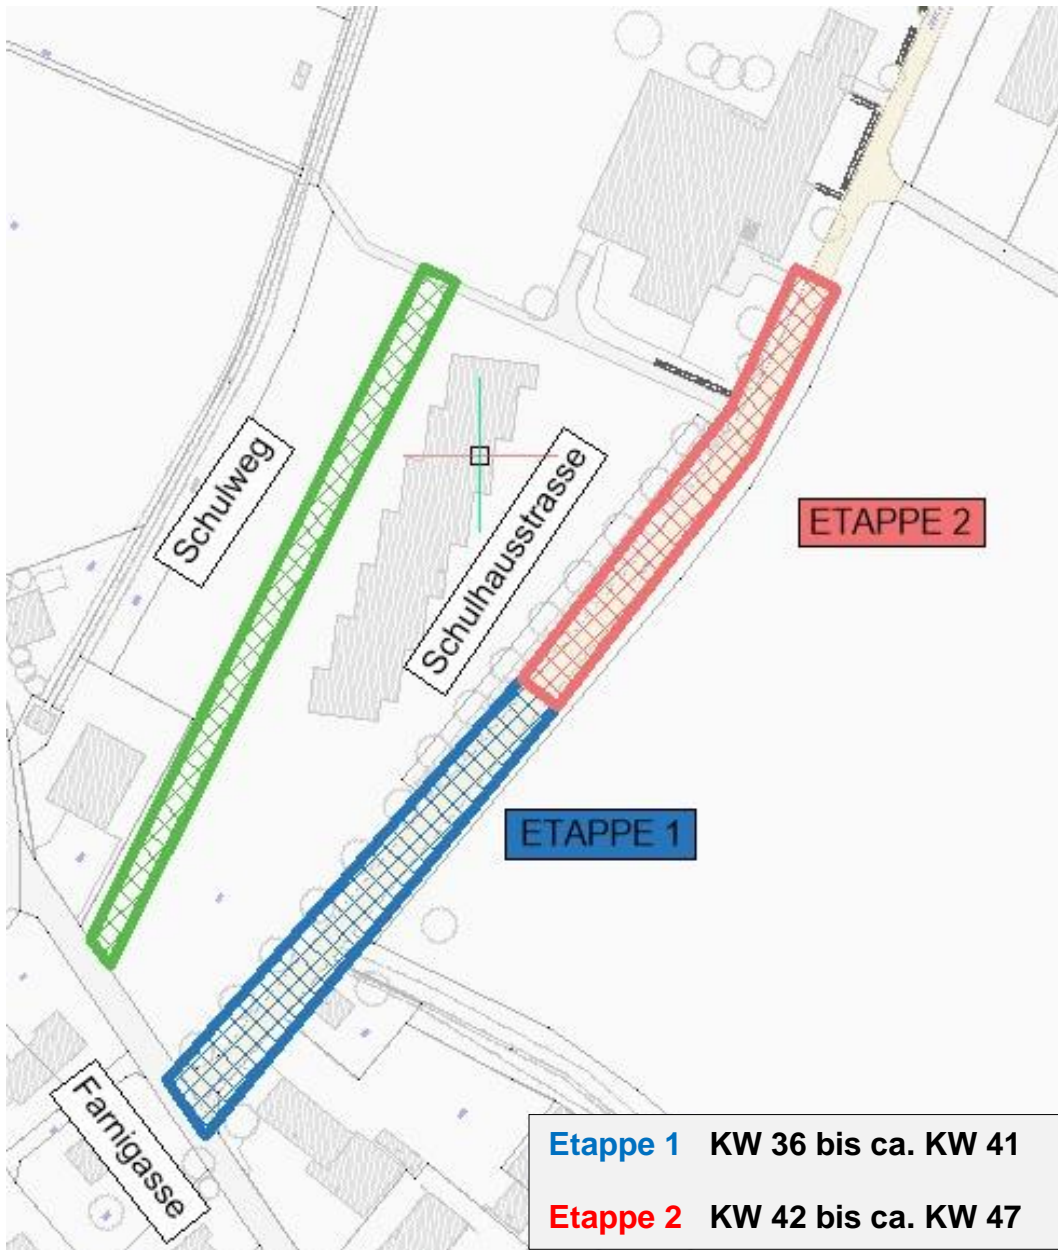 Schulweg
Schulhausstrasse
ETAPPE 2
ETAPPE 1
Farnigasse
Etappe 1 KW 36 bis ca. KW 41
Etappe 2 KW 42 bis ca. KW 47